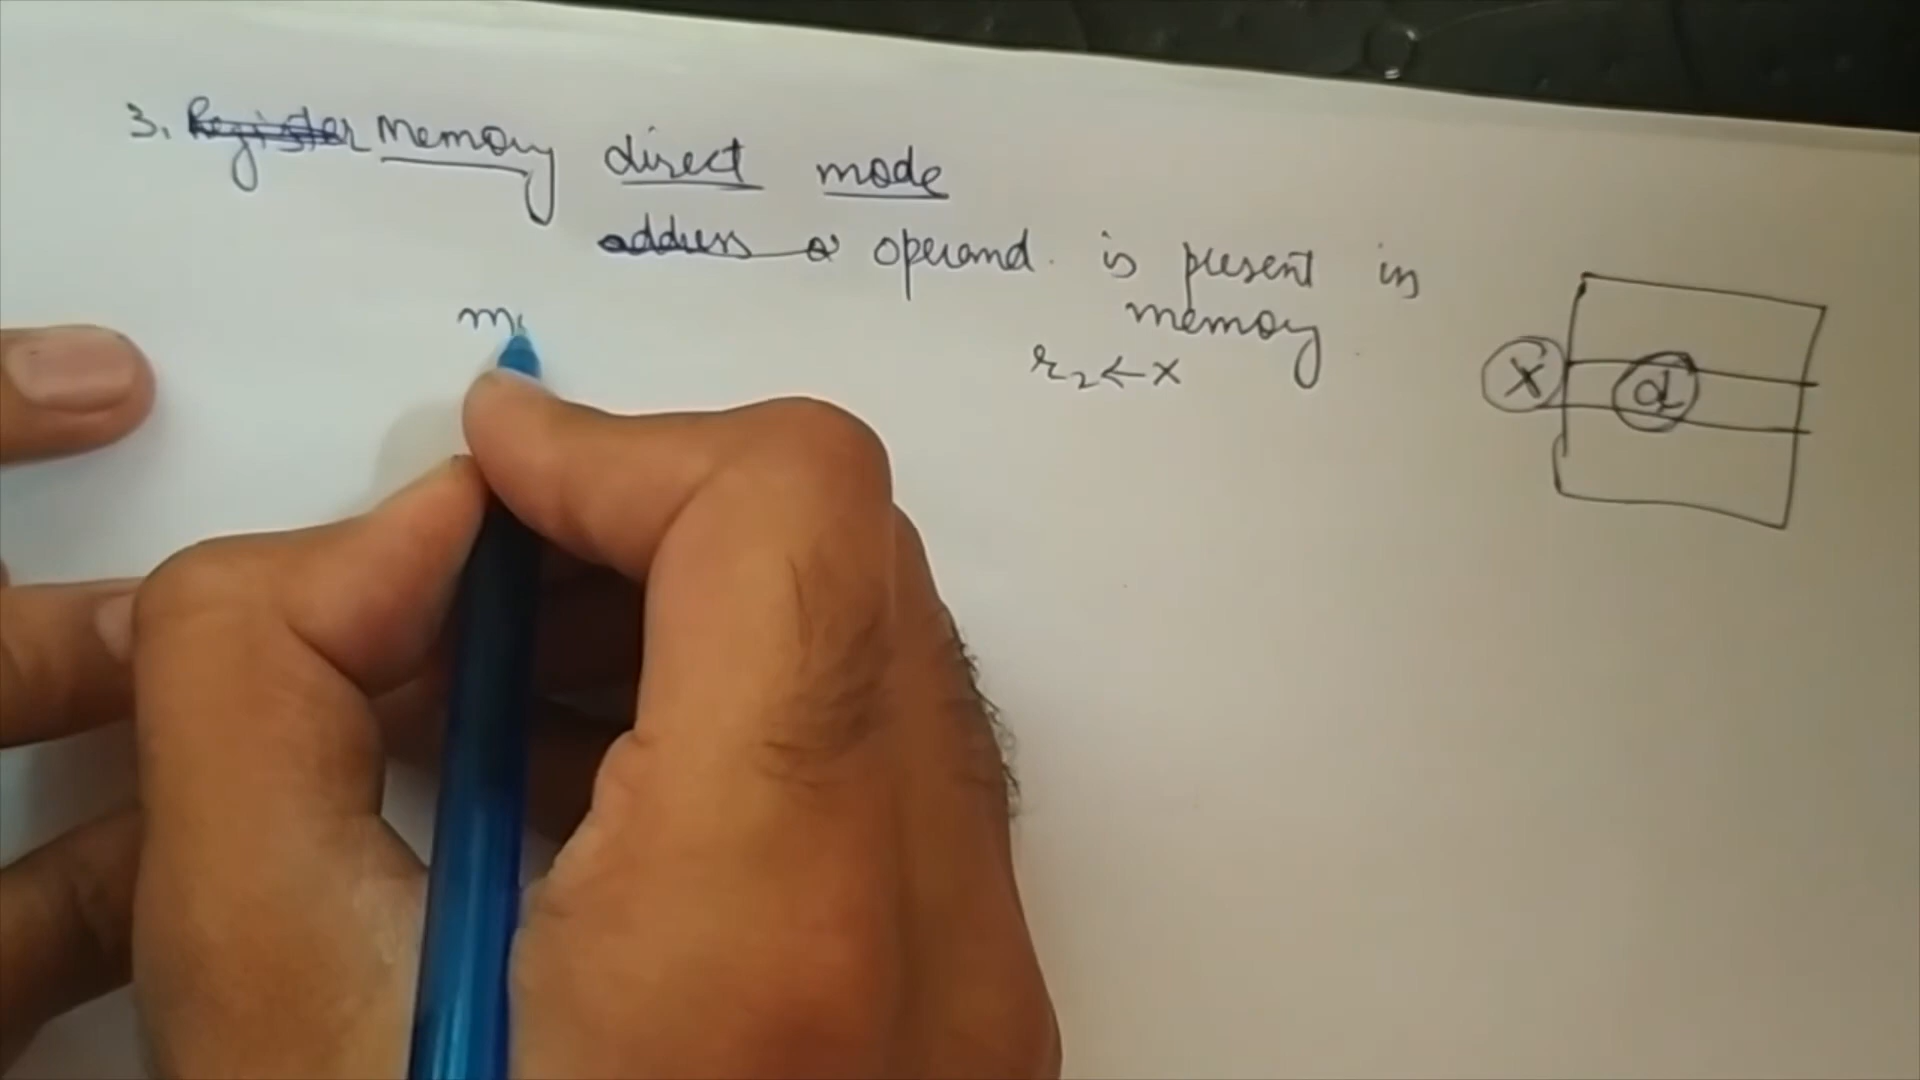 3. Register Memory direct mode
address o operand. is present in
memory
m
r2←x
X d